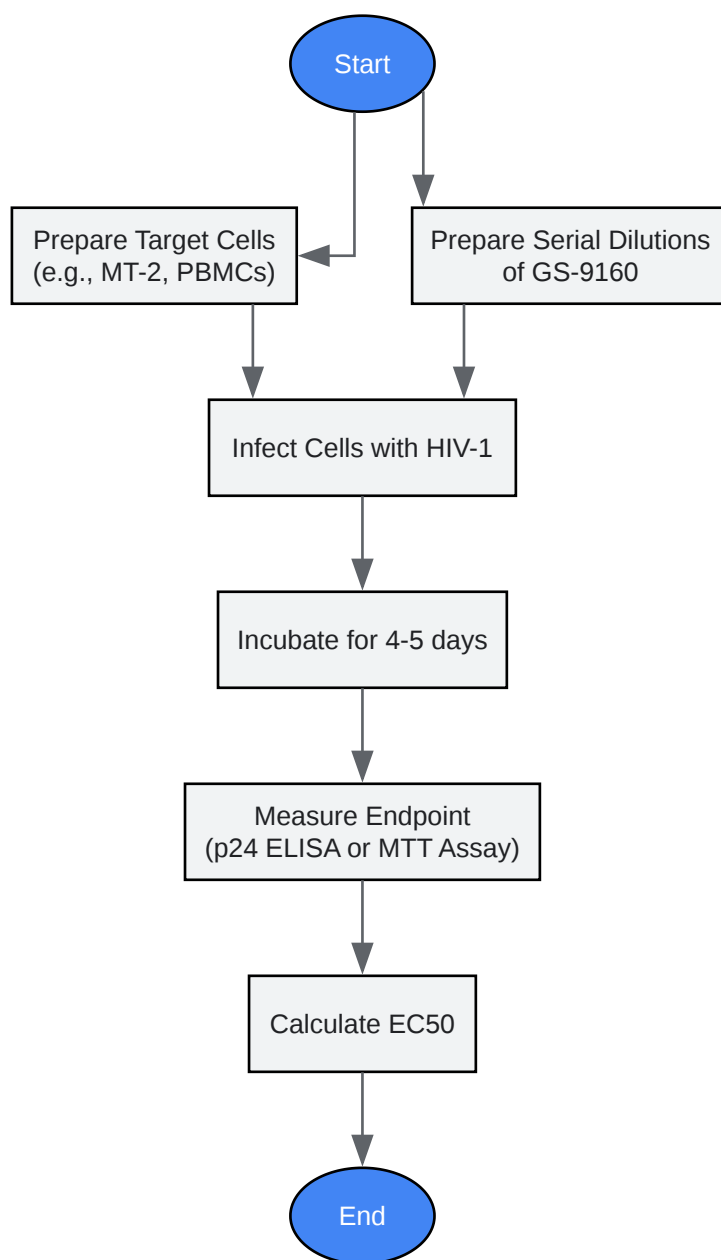 Start
Prepare Target Cells
(e.g., MT-2, PBMCs)
Prepare Serial Dilutions
of GS-9160
Infect Cells with HIV-1
Incubate for 4-5 days
Measure Endpoint
(p24 ELISA or MTT Assay)
Calculate EC50
End